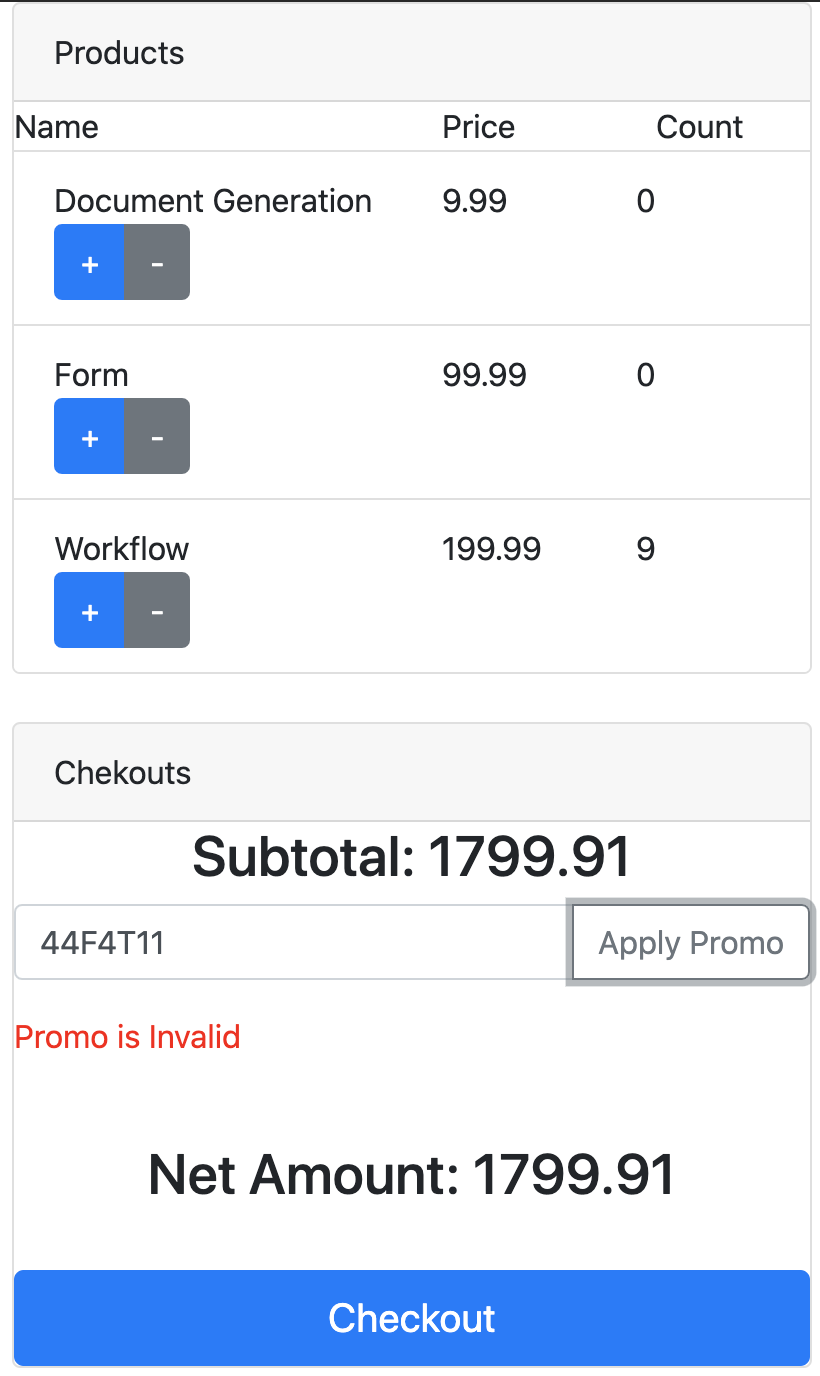 Products
Name Price Count
Document Generation 9.99 0
+ -
Form 99.99 0
+ -
Workflow 199.99 9
+ -
Chekouts
Subtotal: 1799.91
44F4T11 Apply Promo
Promo is Invalid
Net Amount: 1799.91
Checkout